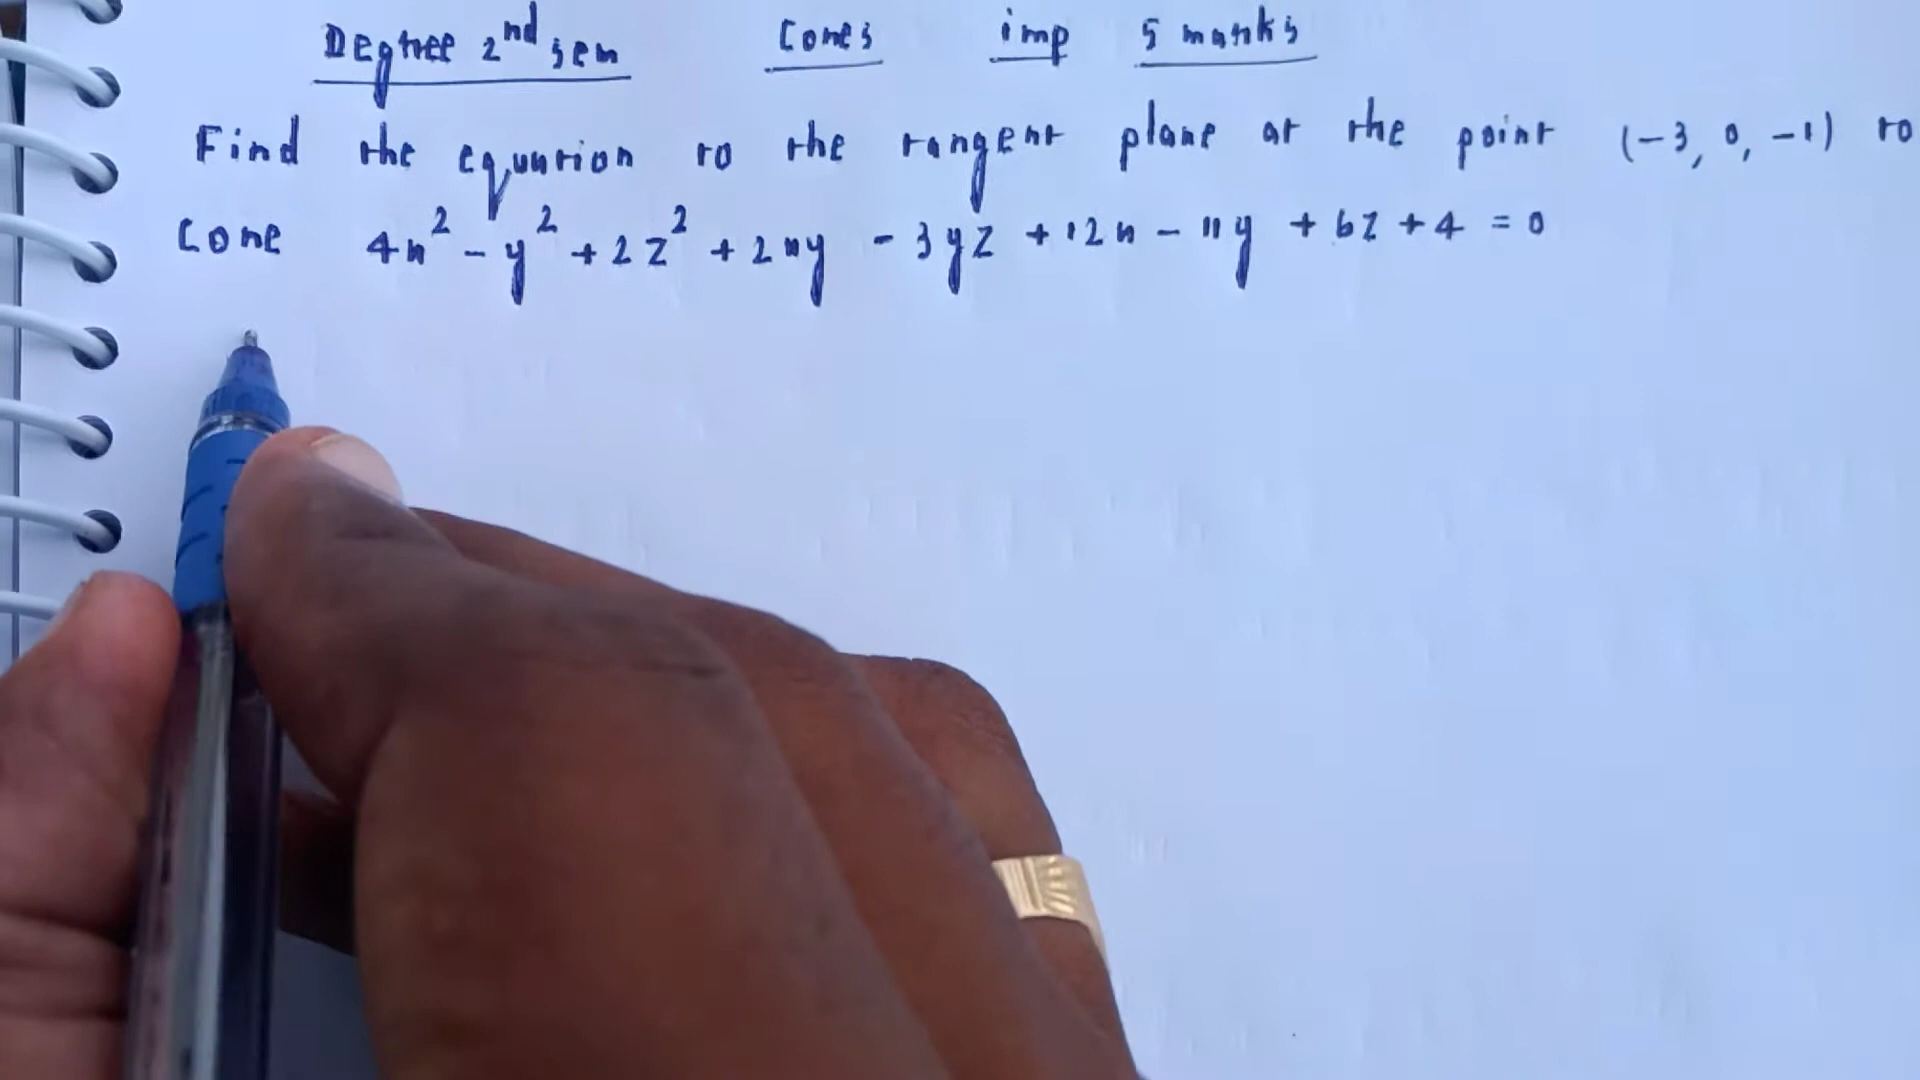 Degree 2nd sem Cones imp 5 marks
Find the equation to the tangent plane at the point (-3, 0, -1) to
Cone 4x² - y² + 2z² + 2xy - 3yz + 12x - 11y + 6z + 4 = 0